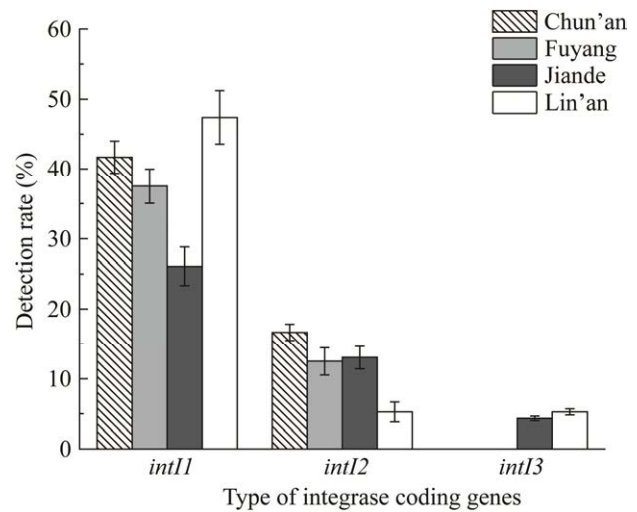 Chun'an
Fuyang
Jiande
Lin'an
60
50
40
30
20
10
0
Detection rate (%)
intI1 intI2 intI3
Type of integrase coding genes